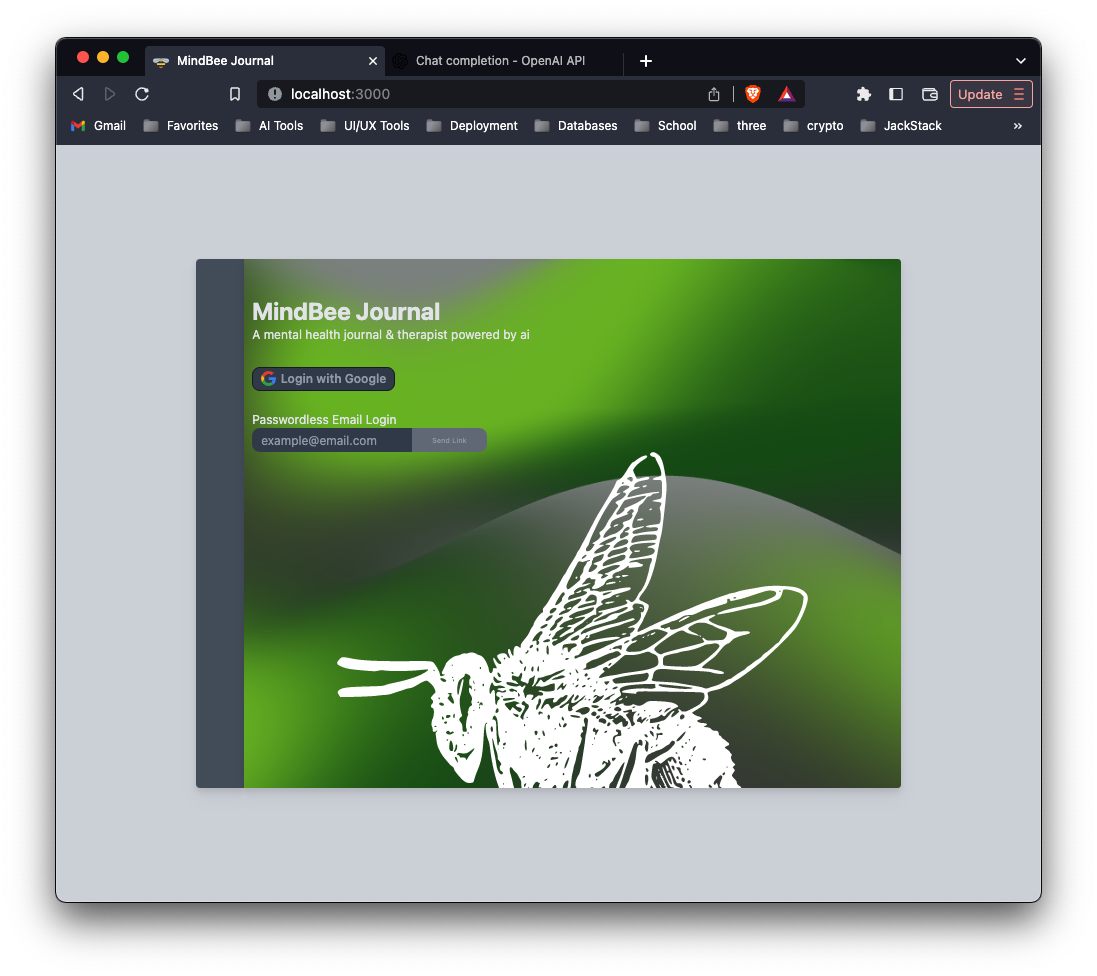 MindBee Journal
Chat completion - OpenAI API
localhost:3000
Update
Gmail
Favorites
AI Tools
UI/UX Tools
Deployment
Databases
School
three
crypto
JackStack
MindBee Journal
A mental health journal & therapist powered by ai
Login with Google
Passwordless Email Login
example@email.com
Send Link